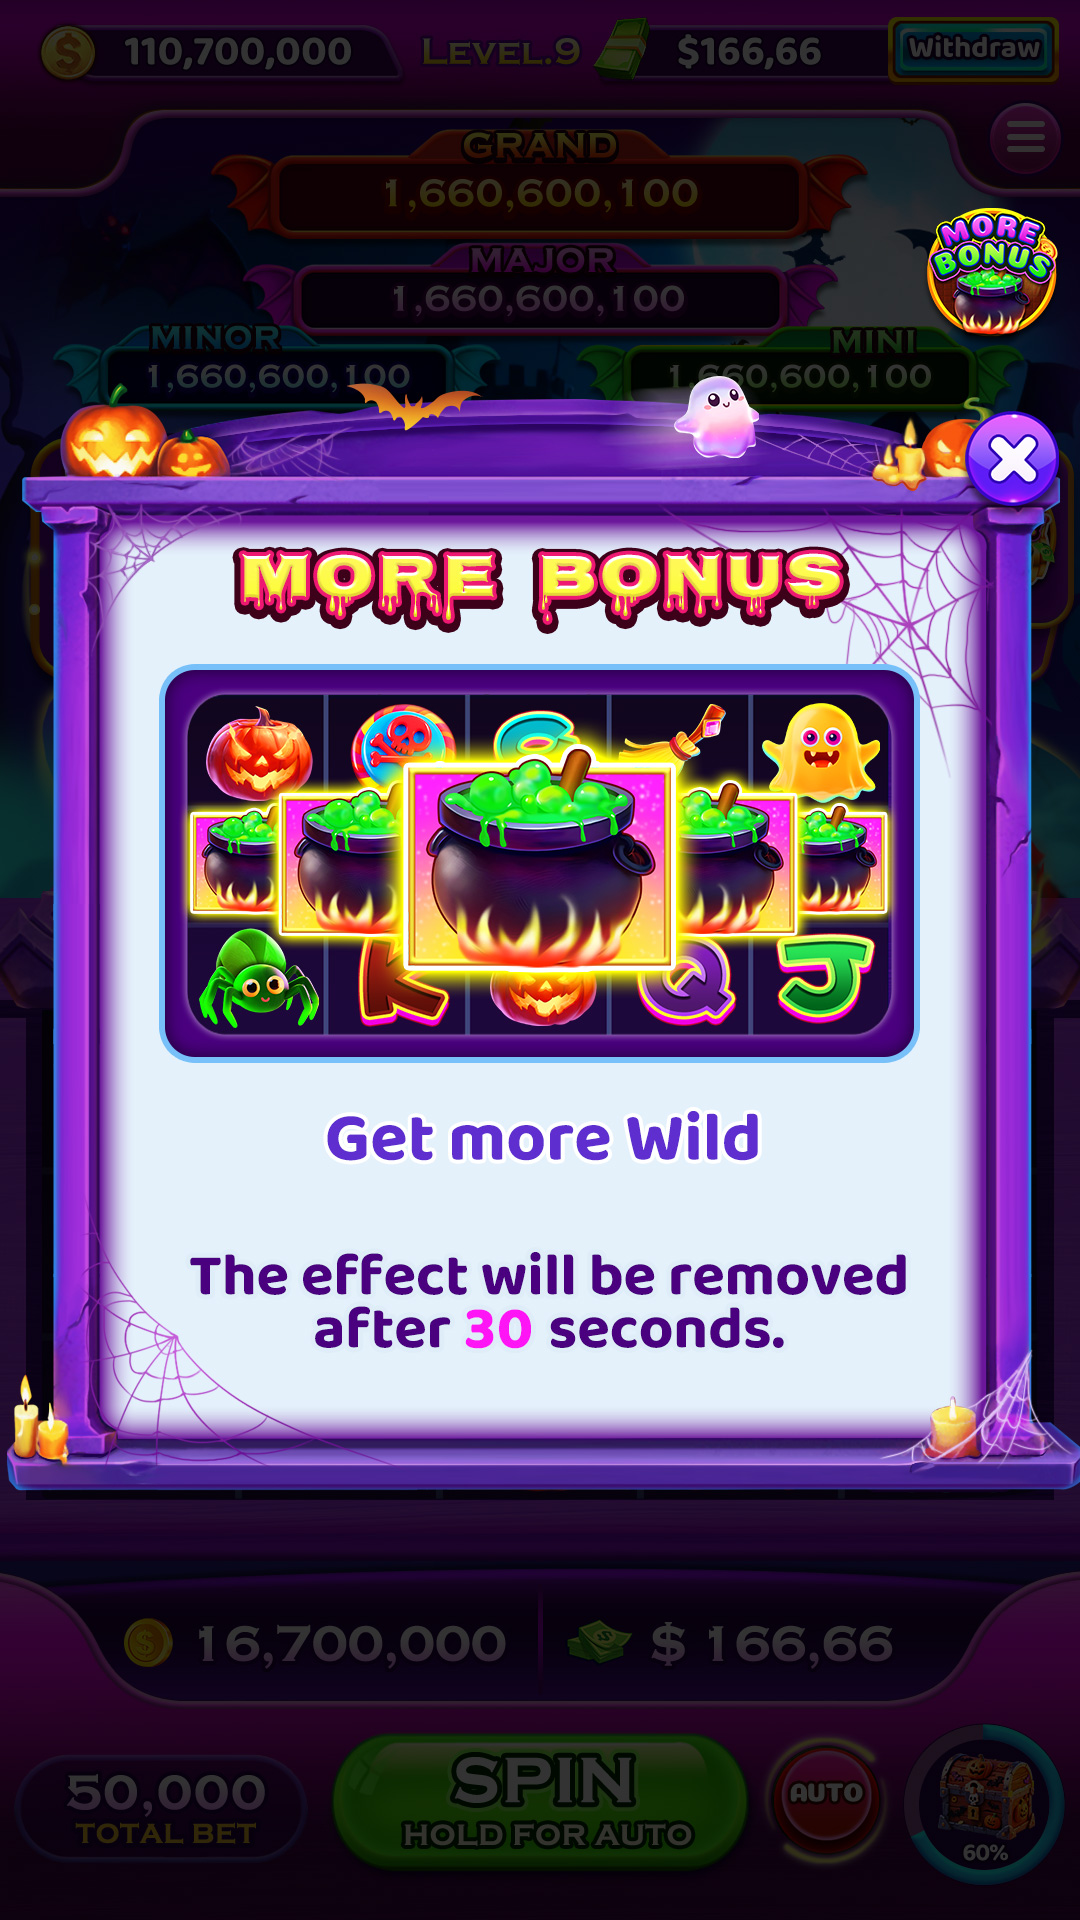 110,700,000
LEVEL.9
$166,66
Withdraw
GRAND
1,660,600,100
MAJOR
1,660,600,100
MORE
BONUS
MINOR
1,660,600,100
MINI
1,660,600,100
MORE BONUS
K
Q
J
Get more Wild
The effect will be removed
after 30 seconds.
16,700,000
$ 166,66
50,000
TOTAL BET
SPIN
HOLD FOR AUTO
AUTO
60%